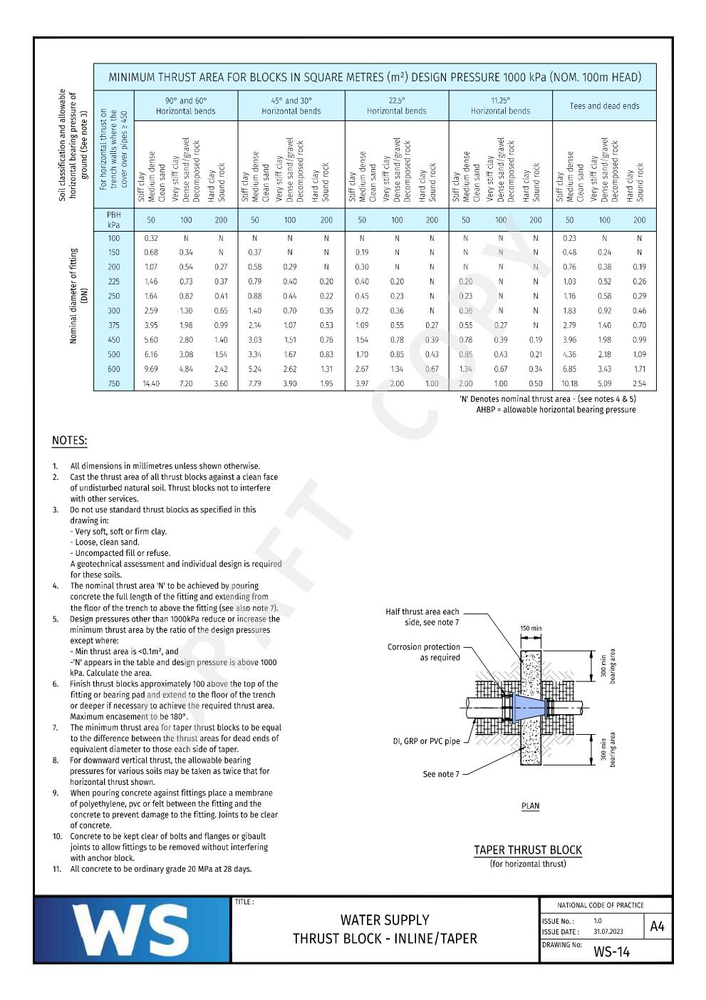 MINIMUM THRUST AREA FOR BLOCKS IN SQUARE METRES (m²) DESIGN PRESSURE 1000 kPa (NOM. 100m HEAD)
Soil classification and allowable
horizontal bearing pressure of
ground (See note 3)
For horizontal thrust on
trench walls where the
cover over pipes ≥ 450
90° and 60°
Horizontal bends
45° and 30°
Horizontal bends
22.5°
Horizontal bends
11.25°
Horizontal bends
Tees and dead ends
Stiff clay
Medium dense
Clean sand
Very stiff clay
Dense sand/gravel
Decomposed rock
Hard clay
Sound rock
Stiff clay
Medium dense
Clean sand
Very stiff clay
Dense sand/gravel
Decomposed rock
Hard clay
Sound rock
Stiff clay
Medium dense
Clean sand
Very stiff clay
Dense sand/gravel
Decomposed rock
Hard clay
Sound rock
Stiff clay
Medium dense
Clean sand
Very stiff clay
Dense sand/gravel
Decomposed rock
Hard clay
Sound rock
Stiff clay
Medium dense
Clean sand
Very stiff clay
Dense sand/gravel
Decomposed rock
Hard clay
Sound rock
PBH
kPa
50 100 200 50 100 200 50 100 200 50 100 200 50 100 200
Nominal diameter of fitting
(DN)
100 0.32 N N N N N N N N N N N 0.23 N N
150 0.68 0.34 N 0.37 N N 0.19 N N N N N 0.48 0.24 N
200 1.07 0.54 0.27 0.58 0.29 N 0.30 N N N N N 0.76 0.38 0.19
225 1.46 0.73 0.37 0.79 0.40 0.20 0.40 0.20 N 0.20 N N 1.03 0.52 0.26
250 1.64 0.82 0.41 0.88 0.44 0.22 0.45 0.23 N 0.23 N N 1.16 0.58 0.29
300 2.59 1.30 0.65 1.40 0.70 0.35 0.72 0.36 N 0.36 N N 1.83 0.92 0.46
375 3.95 1.98 0.99 2.14 1.07 0.53 1.09 0.55 0.27 0.55 0.27 N 2.79 1.40 0.70
450 5.60 2.80 1.40 3.03 1.51 0.76 1.54 0.78 0.39 0.78 0.39 0.19 3.96 1.98 0.99
500 6.16 3.08 1.54 3.34 1.67 0.83 1.70 0.85 0.43 0.85 0.43 0.21 4.36 2.18 1.09
600 9.69 4.84 2.42 5.24 2.62 1.31 2.67 1.34 0.67 1.34 0.67 0.34 6.85 3.43 1.71
750 14.40 7.20 3.60 7.79 3.90 1.95 3.97 2.00 1.00 2.00 1.00 0.50 10.18 5.09 2.54
'N' Denotes nominal thrust area - (see notes 4 & 5)
AHBP = allowable horizontal bearing pressure
DRAFT COPY
NOTES:
1. All dimensions in millimetres unless shown otherwise.
2. Cast the thrust area of all thrust blocks against a clean face
of undisturbed natural soil. Thrust blocks not to interfere
with other services.
3. Do not use standard thrust blocks as specified in this
drawing in:
- Very soft, soft or firm clay.
- Loose, clean sand.
- Uncompacted fill or refuse.
A geotechnical assessment and individual design is required
for these soils.
4. The nominal thrust area 'N' to be achieved by pouring
concrete the full length of the fitting and extending from
the floor of the trench to above the fitting (see also note 7).
5. Design pressures other than 1000kPa reduce or increase the
minimum thrust area by the ratio of the design pressures
except where:
- Min thrust area is <0.1m², and
-'N' appears in the table and design pressure is above 1000
kPa. Calculate the area.
6. Finish thrust blocks approximately 100 above the top of the
fitting or bearing pad and extend to the floor of the trench
or deeper if necessary to achieve the required thrust area.
Maximum encasement to be 180°.
7. The minimum thrust area for taper thrust blocks to be equal
to the difference between the thrust areas for dead ends of
equivalent diameter to those each side of taper.
8. For downward vertical thrust, the allowable bearing
pressures for various soils may be taken as twice that for
horizontal thrust shown.
9. When pouring concrete against fittings place a membrane
of polyethylene, pvc or felt between the fitting and the
concrete to prevent damage to the fitting. Joints to be clear
of concrete.
10. Concrete to be kept clear of bolts and flanges or gibault
joints to allow fittings to be removed without interfering
with anchor block.
11. All concrete to be ordinary grade 20 MPa at 28 days.
Half thrust area each
side, see note 7
150 min
Corrosion protection
as required
300 min
bearing area
DI, GRP or PVC pipe
300 min
bearing area
See note 7
PLAN
TAPER THRUST BLOCK
(for horizontal thrust)
WS
TITLE :
WATER SUPPLY
THRUST BLOCK - INLINE/TAPER
NATIONAL CODE OF PRACTICE
ISSUE No. : 1.0
ISSUE DATE : 31.07.2023
A4
DRAWING No: WS-14